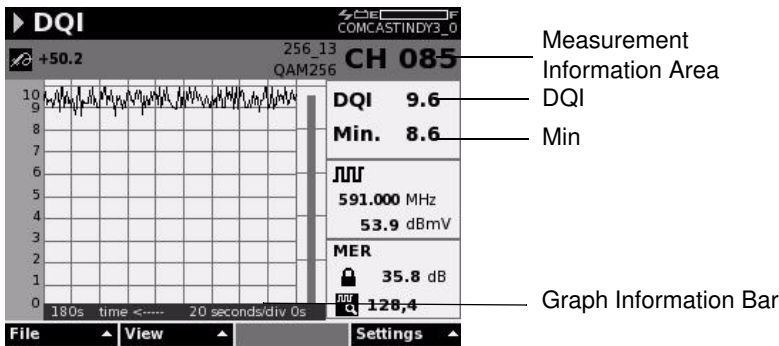 DQI
E F
COMCASTINDY3_0
+50.2
256_13
QAM256
CH 085
Measurement
Information Area
DQI 9.6
DQI
Min. 8.6
Min
10
9
8
7
6
5
4
3
2
1
0
591.000 MHz
53.9 dBmV
MER
35.8 dB
128,4
180s time <----- 20 seconds/div 0s
Graph Information Bar
File View Settings